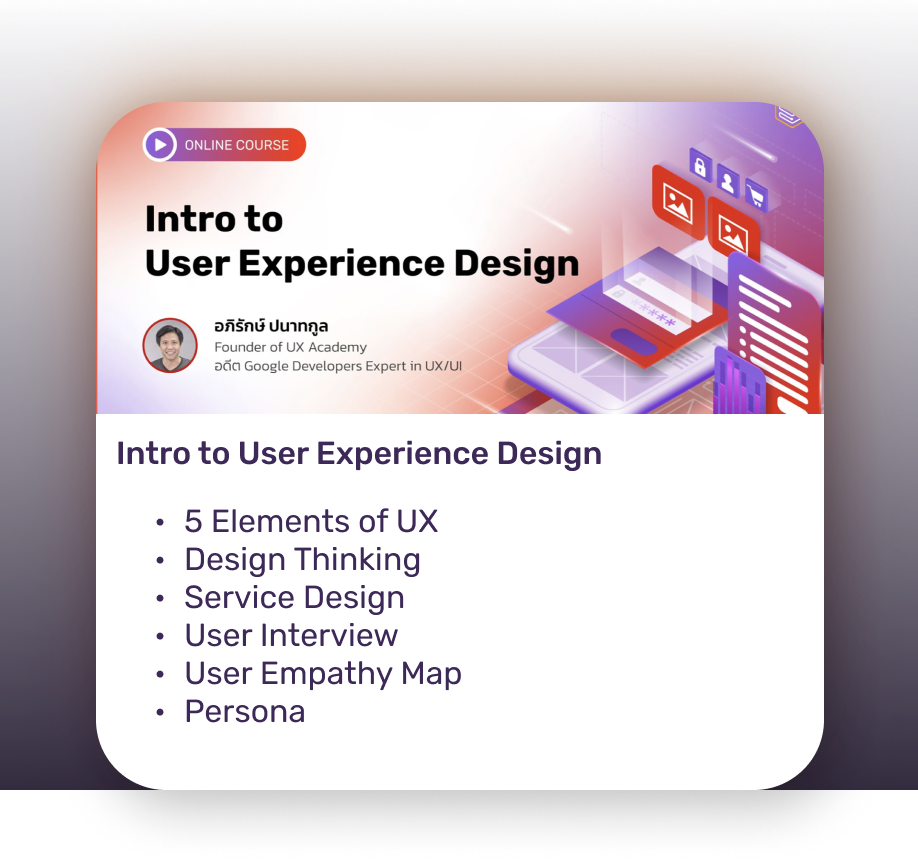 ONLINE COURSE
Intro to
User Experience Design
อภิรักษ์ ปนาทกูล
Founder of UX Academy
อดีต Google Developers Expert in UX/UI
Intro to User Experience Design
• 5 Elements of UX
• Design Thinking
• Service Design
• User Interview
• User Empathy Map
• Persona